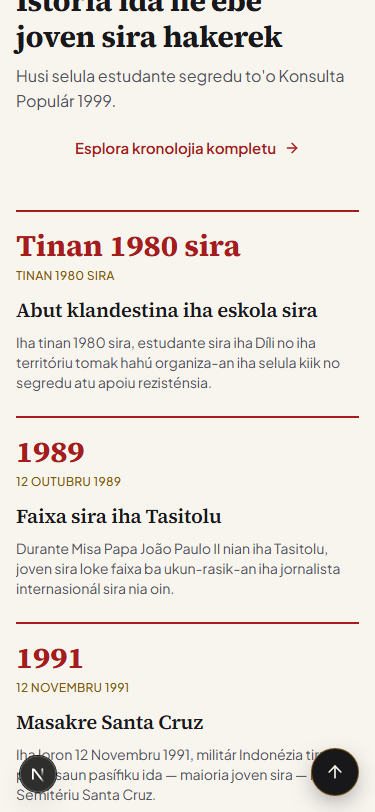 Istória ida ne'ebé
joven sira hakerek
Husi selula estudante segredu to'o Konsulta
Populár 1999.
Esplora kronolojia kompletu →
Tinan 1980 sira
TINAN 1980 SIRA
Abut klandestina iha eskola sira
Iha tinan 1980 sira, estudante sira iha Díli no iha
territóriu tomak hahú organiza-an iha selula kiik no
segredu atu apoiu rezisténsia.
1989
12 OUTUBRU 1989
Faixa sira iha Tasitolu
Durante Misa Papa João Paulo II nian iha Tasitolu,
joven sira loke faixa ba ukun-rasik-an iha jornalista
internasionál sira nia oin.
1991
12 NOVEMBRU 1991
Masakre Santa Cruz
Iha loron 12 Novembru 1991, militár Indonézia
pasífiku ida — maioria joven sira —
Semitériu Santa Cruz.
N